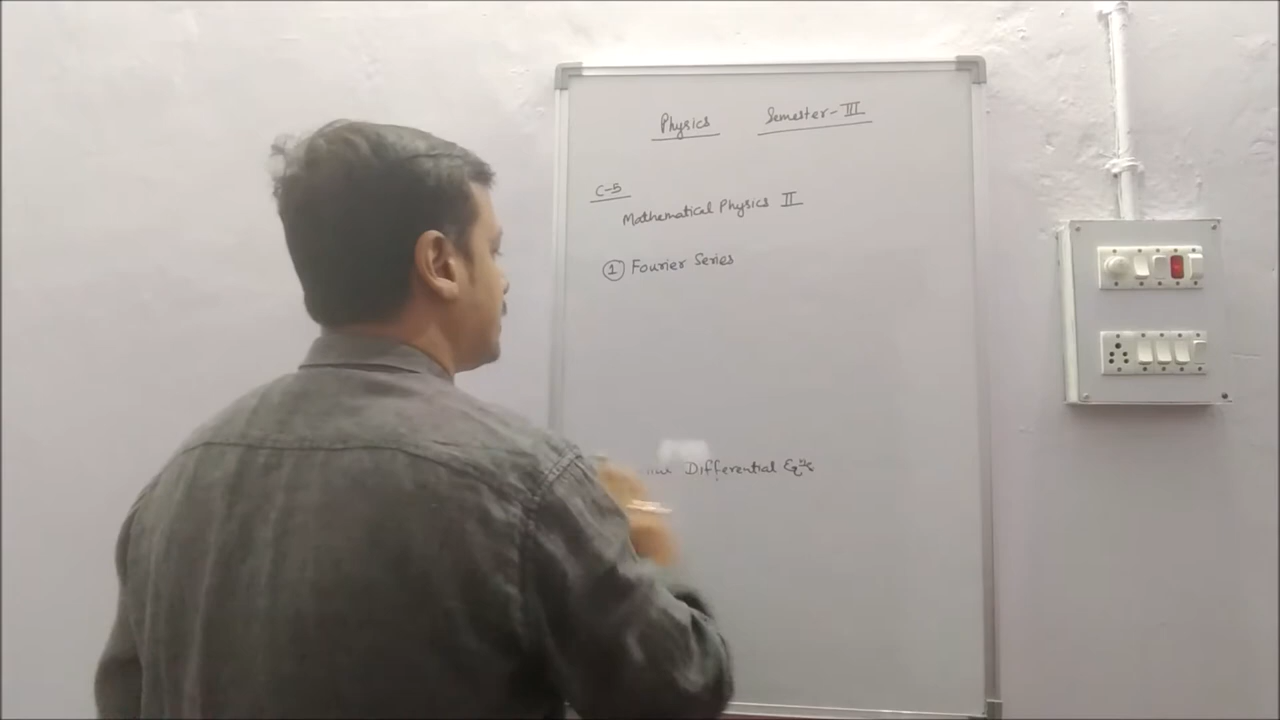 Physics Semester-III
C-5
Mathematical Physics II
① Fourier Series
Differential Eqns